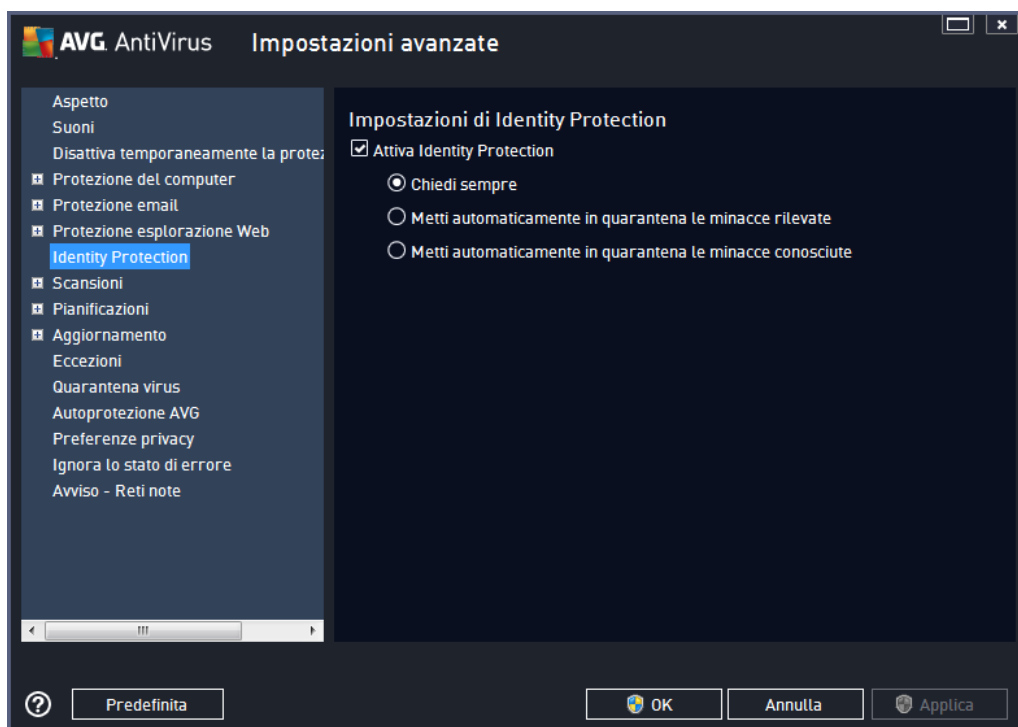 AVG. AntiVirus Impostazioni avanzate
Aspetto
Suoni
Disattiva temporaneamente la protez
Protezione del computer
Protezione email
Protezione esplorazione Web
Identity Protection
Scansioni
Pianificazioni
Aggiornamento
Eccezioni
Quarantena virus
Autoprotezione AVG
Preferenze privacy
Ignora lo stato di errore
Avviso - Reti note
Impostazioni di Identity Protection
Attiva Identity Protection
Chiedi sempre
Metti automaticamente in quarantena le minacce rilevate
Metti automaticamente in quarantena le minacce conosciute
Predefinita
OK
Annulla
Applica